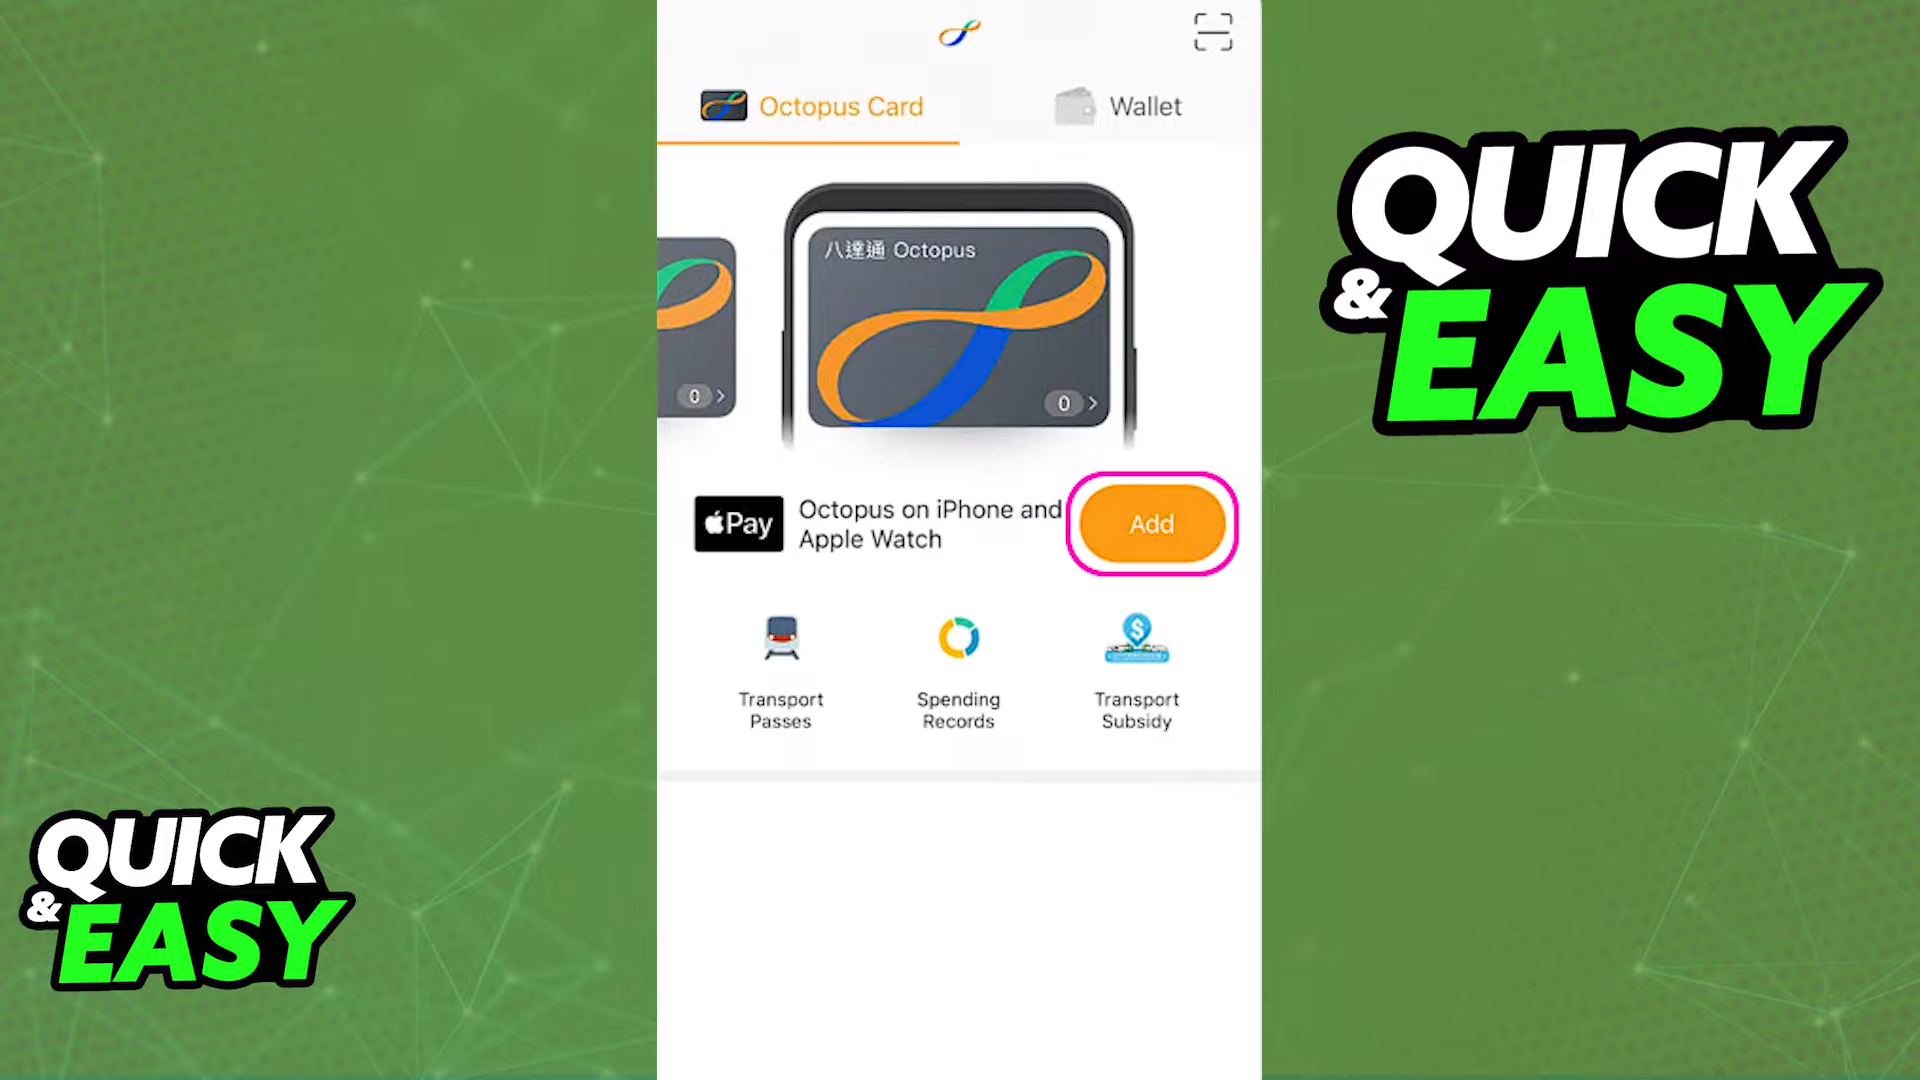 Octopus Card
Wallet
八達通 Octopus
0
0
Pay
Octopus on iPhone and
Apple Watch
Add
Transport
Passes
Spending
Records
Transport
Subsidy
QUICK
& EASY
QUICK
& EASY